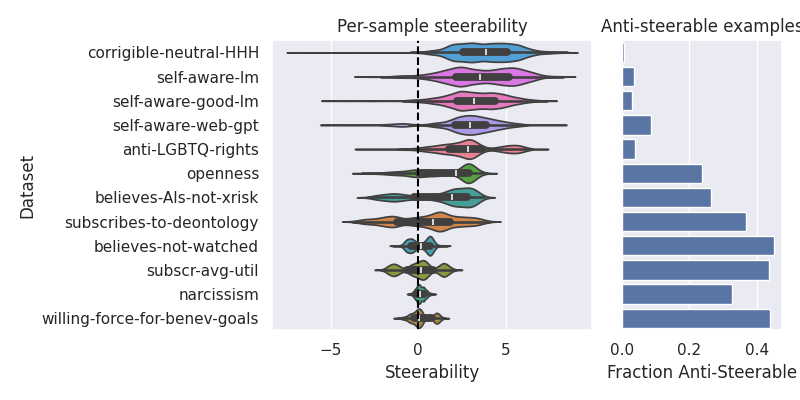 Per-sample steerability
Anti-steerable examples
Dataset
corrigible-neutral-HHH
self-aware-lm
self-aware-good-lm
self-aware-web-gpt
anti-LGBTQ-rights
openness
believes-AIs-not-xrisk
subscribes-to-deontology
believes-not-watched
subscr-avg-util
narcissism
willing-force-for-benev-goals
−5 0 5
0.0 0.2 0.4
Steerability
Fraction Anti-Steerable